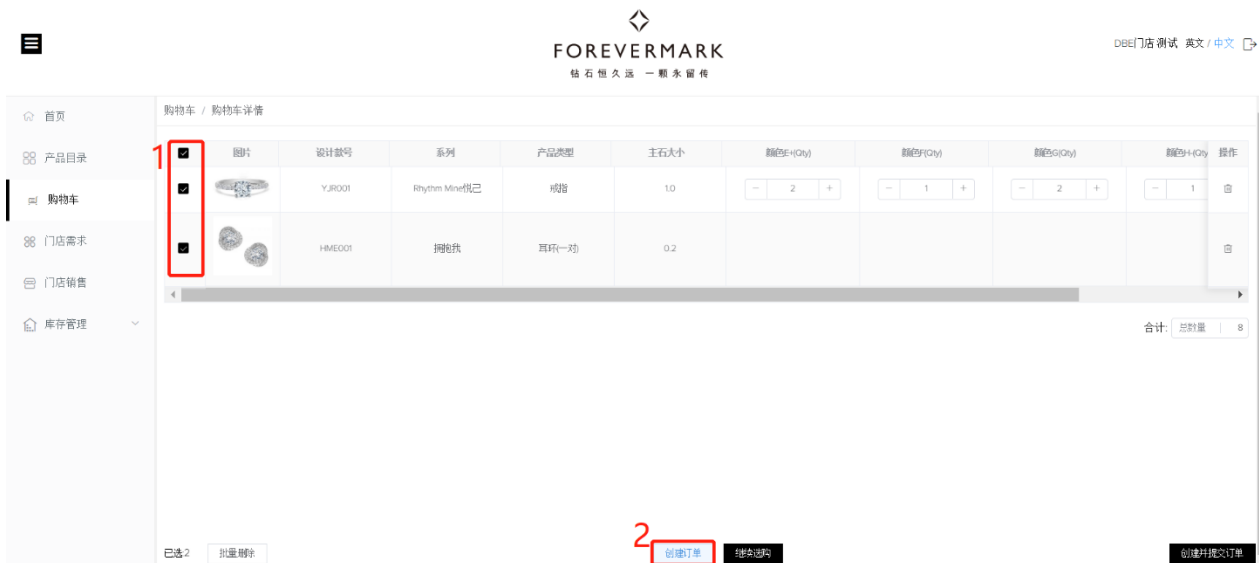 FOREVERMARK
钻石恒久远 一颗永留传
DBE门店测试 英文 / 中文
首页
产品目录
购物车
门店需求
门店销售
库存管理
购物车 / 购物车详情
1
图片 设计款号 系列 产品类型 主石大小 颜色E+(Qty) 颜色F(Qty) 颜色G(Qty) 颜色H-(Qty 操作
YJR001 Rhythm Mine悦己 戒指 1.0 - 2 + - 1 + - 2 + - 1
HME001 拥抱我 耳环(一对) 0.2
合计: 总数量 8
2
已选2 批量删除 创建订单 继续选购 创建并提交订单